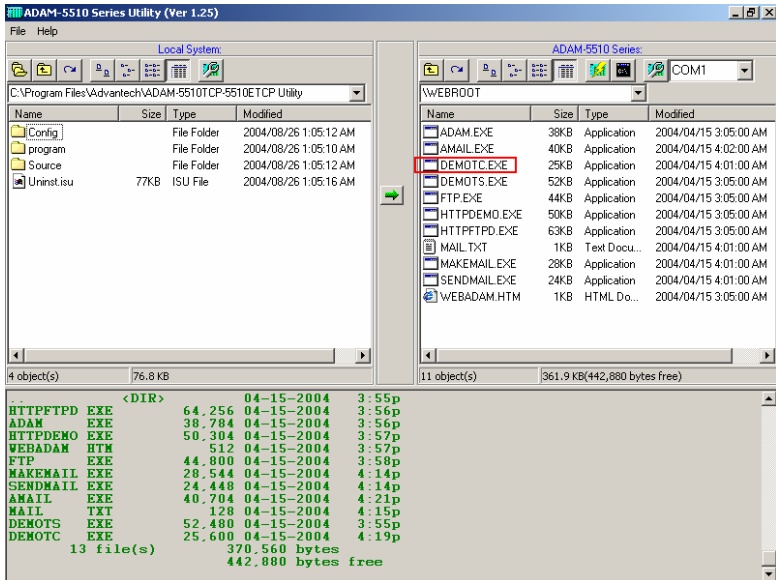 ADAM-5510 Series Utility (Ver 1.25)
File Help
Local System:
C:\Program Files\Advantech\ADAM-5510TCP-5510ETCP Utility
Name Size Type Modified
Config File Folder 2004/08/26 1:05:12 AM
program File Folder 2004/08/26 1:05:10 AM
Source File Folder 2004/08/26 1:05:12 AM
Uninst.isu 77KB ISU File 2004/08/26 1:05:16 AM
4 object(s) 76.8 KB
ADAM-5510 Series:
COM1
\WEBROOT
Name Size Type Modified
ADAM.EXE 38KB Application 2004/04/15 3:05:00 AM
AMAIL.EXE 40KB Application 2004/04/15 4:02:00 AM
DEMOTC.EXE 25KB Application 2004/04/15 4:01:00 AM
DEMOTS.EXE 52KB Application 2004/04/15 3:05:00 AM
FTP.EXE 44KB Application 2004/04/15 3:05:00 AM
HTTPDEMO.EXE 50KB Application 2004/04/15 3:05:00 AM
HTTPFTPD.EXE 63KB Application 2004/04/15 3:05:00 AM
MAIL.TXT 1KB Text Docu... 2004/04/15 4:01:00 AM
MAKEMAIL.EXE 28KB Application 2004/04/15 4:01:00 AM
SENDMAIL.EXE 24KB Application 2004/04/15 4:01:00 AM
WEBADAM.HTM 1KB HTML Do... 2004/04/15 3:05:00 AM
11 object(s) 361.9 KB(442,880 bytes free)
.. <DIR> 04-15-2004 3:55p
HTTPFTPD EXE 64,256 04-15-2004 3:56p
ADAM EXE 38,784 04-15-2004 3:56p
HTTPDEMO EXE 50,304 04-15-2004 3:57p
WEBADAM HTM 512 04-15-2004 3:57p
FTP EXE 44,800 04-15-2004 3:58p
MAKEMAIL EXE 28,544 04-15-2004 4:14p
SENDMAIL EXE 24,448 04-15-2004 4:14p
AMAIL EXE 40,704 04-15-2004 4:21p
MAIL TXT 128 04-15-2004 4:15p
DEMOTS EXE 52,480 04-15-2004 3:55p
DEMOTC EXE 25,600 04-15-2004 4:19p
13 file(s) 370,560 bytes
442,880 bytes free